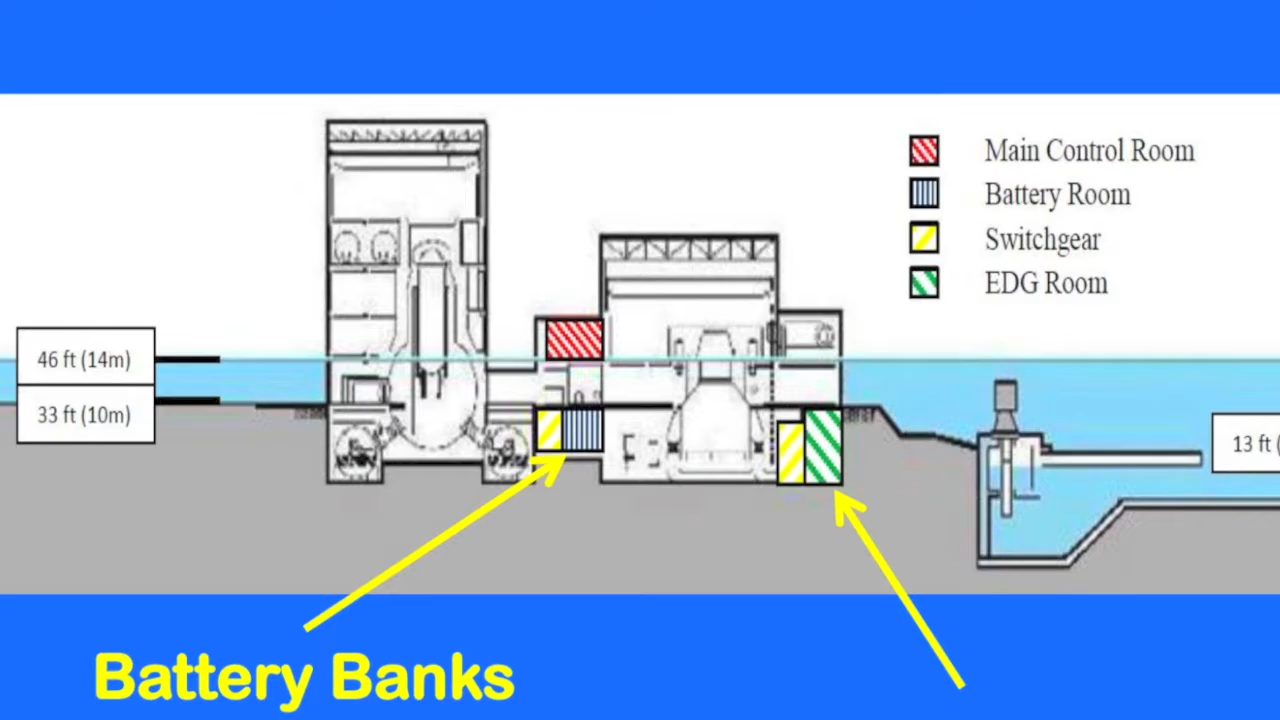 Main Control Room
Battery Room
Switchgear
EDG Room
46 ft (14m)
33 ft (10m)
13 ft (
Battery Banks